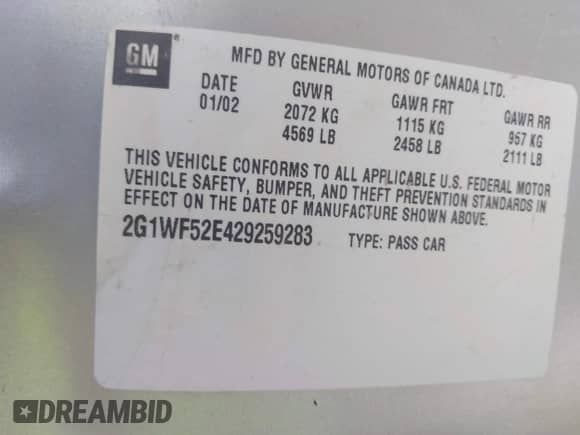 GM
MFD BY GENERAL MOTORS OF CANADA LTD.
DATE GVWR GAWR FRT GAWR RR
01/02 2072 KG 1115 KG 957 KG
4569 LB 2458 LB 2111 LB
THIS VEHICLE CONFORMS TO ALL APPLICABLE U.S. FEDERAL MOTOR
VEHICLE SAFETY, BUMPER, AND THEFT PREVENTION STANDARDS IN
EFFECT ON THE DATE OF MANUFACTURE SHOWN ABOVE.
2G1WF52E429259283 TYPE: PASS CAR
DREAMBID